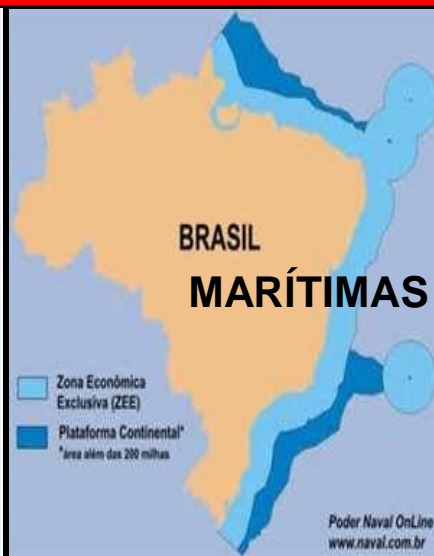 BRASIL
MARÍTIMAS
Zona Econômica
Exclusiva (ZEE)
Plataforma Continental*
*área além das 200 milhas
Poder Naval OnLine
www.naval.com.br